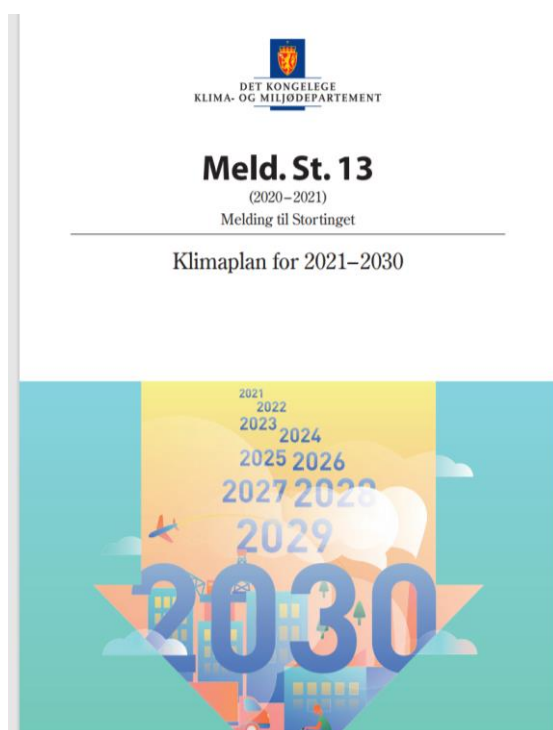 DET KONGELEGE
KLIMA- OG MILJØDEPARTEMENT
Meld. St. 13
(2020–2021)
Melding til Stortinget
Klimaplan for 2021–2030
2021
2022
2023
2024
2025 2026
2027 2028
2029
2030